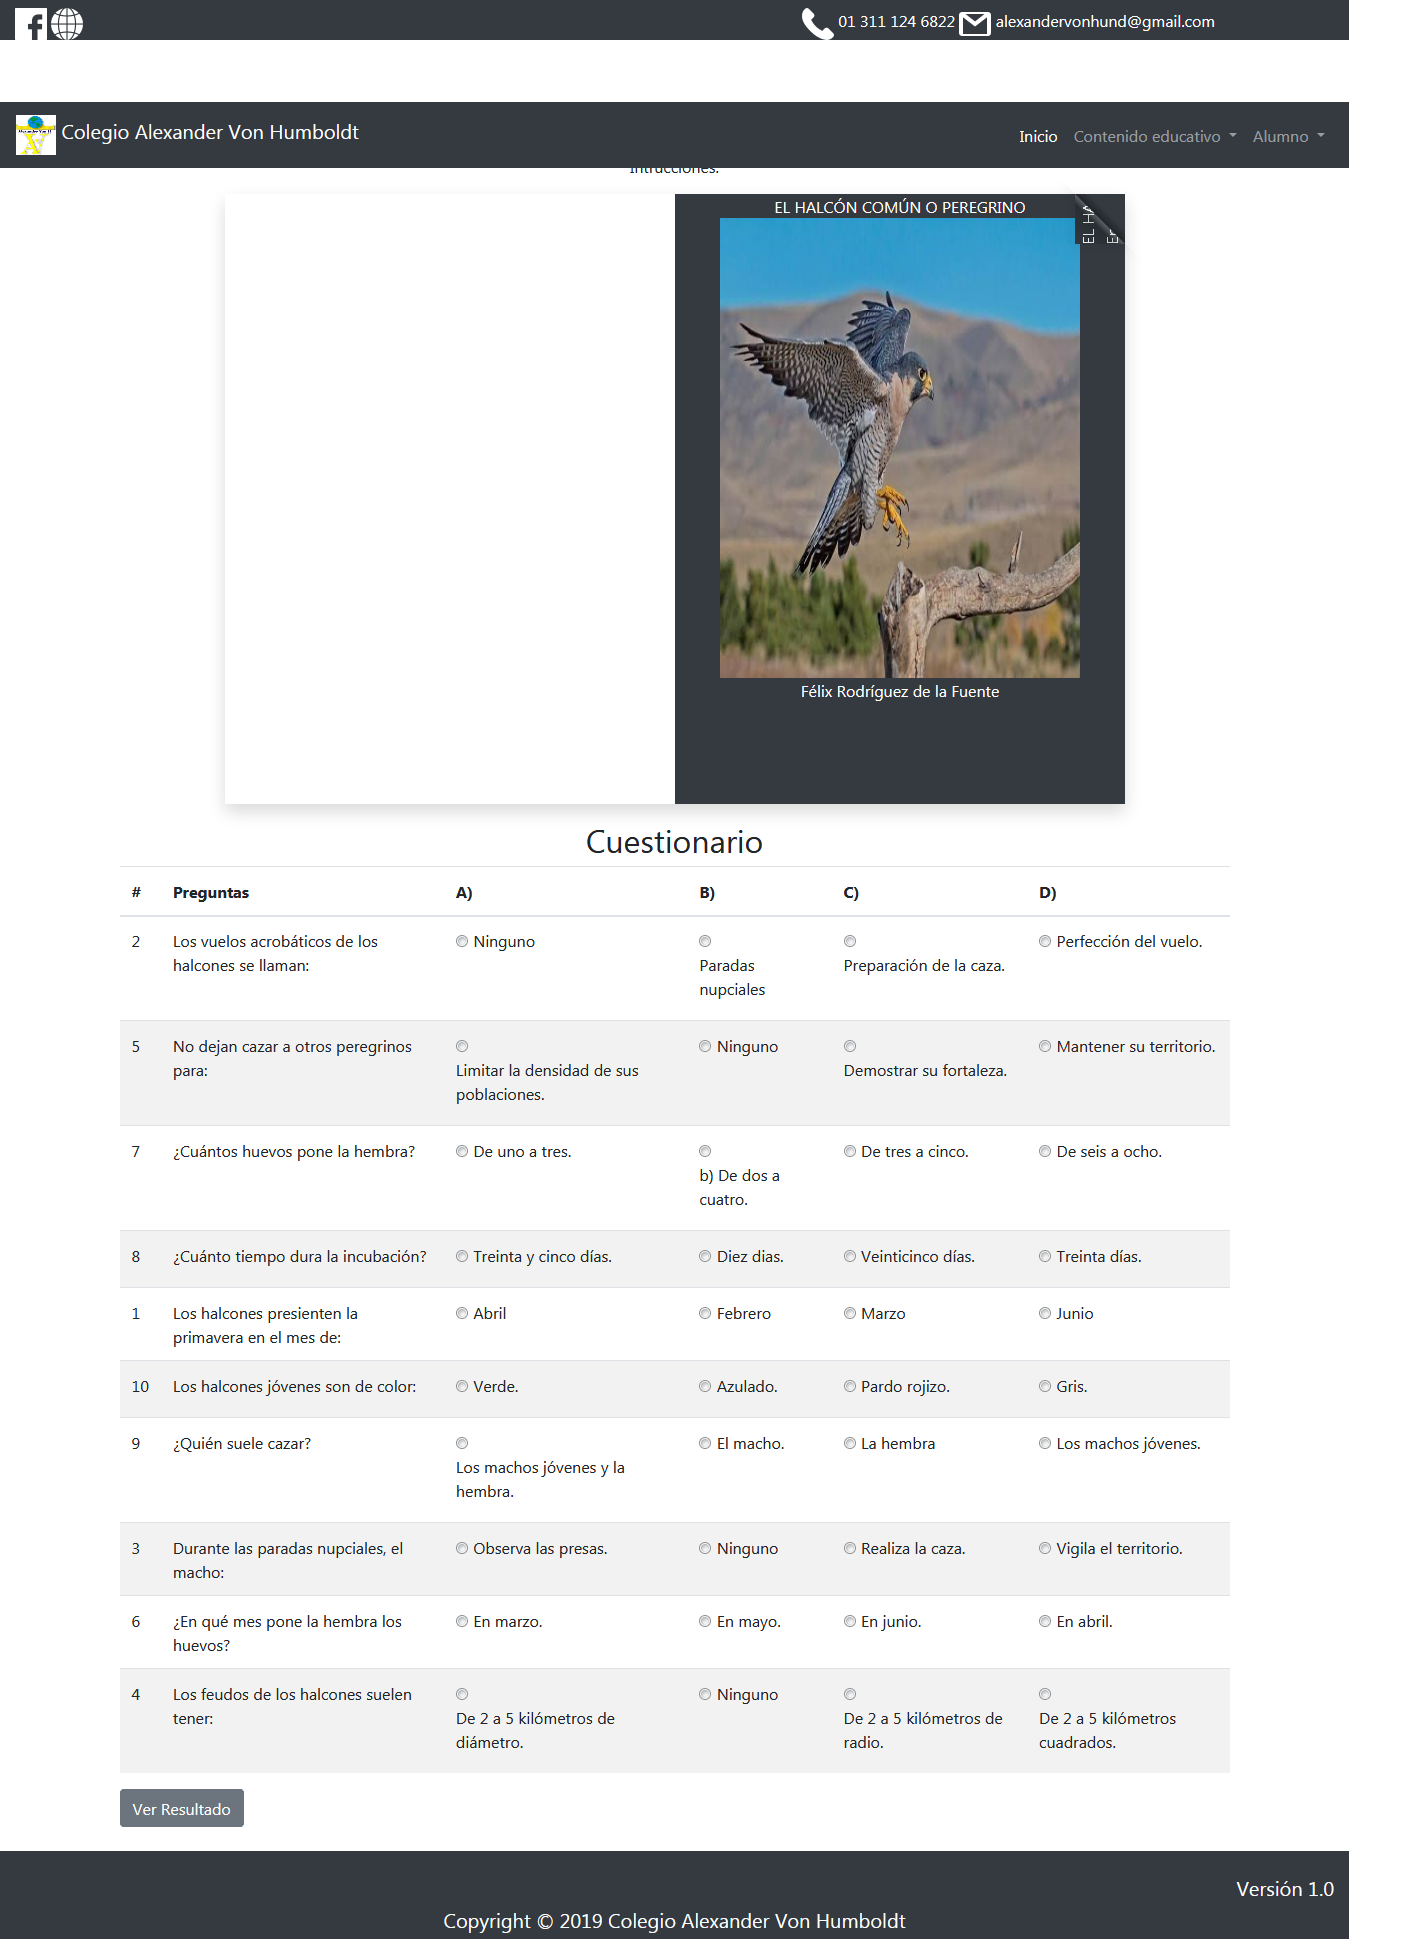 01 311 124 6822 alexandervonhund@gmail.com
Colegio Alexander Von Humboldt
Inicio Contenido educativo Alumno
Intrucciones:
EL HALCÓN COMÚN O PEREGRINO
EL HA
Félix Rodríguez de la Fuente
Cuestionario
# Preguntas A) B) C) D)
2 Los vuelos acrobáticos de los Ninguno Perfección del vuelo.
halcones se llaman: Paradas Preparación de la caza.
nupciales
5 No dejan cazar a otros peregrinos Ninguno Mantener su territorio.
para: Limitar la densidad de sus Demostrar su fortaleza.
poblaciones.
7 ¿Cuántos huevos pone la hembra? De uno a tres. De tres a cinco. De seis a ocho.
b) De dos a
cuatro.
8 ¿Cuánto tiempo dura la incubación? Treinta y cinco días. Diez dias. Veinticinco días. Treinta días.
1 Los halcones presienten la Abril Febrero Marzo Junio
primavera en el mes de:
10 Los halcones jóvenes son de color: Verde. Azulado. Pardo rojizo. Gris.
9 ¿Quién suele cazar? El macho. La hembra Los machos jóvenes.
Los machos jóvenes y la
hembra.
3 Durante las paradas nupciales, el Observa las presas. Ninguno Realiza la caza. Vigila el territorio.
macho:
6 ¿En qué mes pone la hembra los En marzo. En mayo. En junio. En abril.
huevos?
4 Los feudos de los halcones suelen Ninguno
tener: De 2 a 5 kilómetros de De 2 a 5 kilómetros de De 2 a 5 kilómetros
diámetro. radio. cuadrados.
Ver Resultado
Versión 1.0
Copyright © 2019 Colegio Alexander Von Humboldt